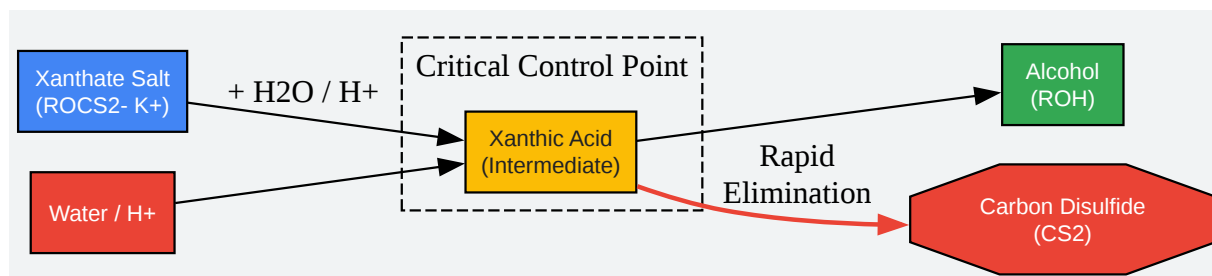 Xanthate Salt
(ROCS2- K+)
+ H2O / H+
Water / H+
Critical Control Point
Xanthic Acid
(Intermediate)
Rapid
Elimination
Alcohol
(ROH)
Carbon Disulfide
(CS2)